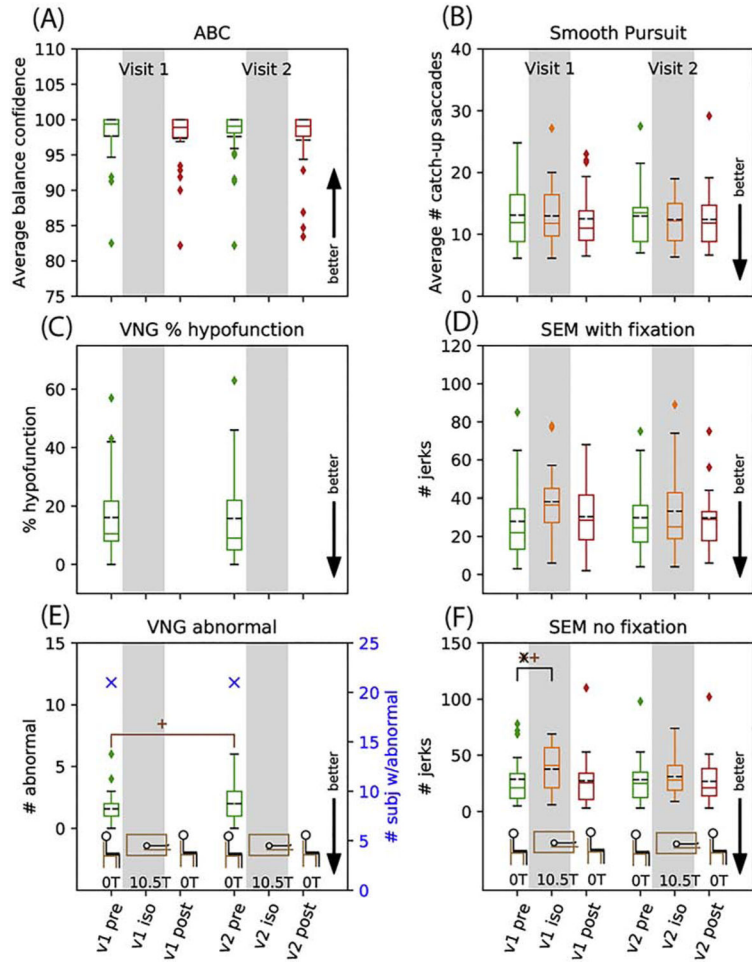 (A)
ABC
Visit 1
Visit 2
Average balance confidence
110
105
100
95
90
85
80
75
better
(B)
Smooth Pursuit
Visit 1
Visit 2
Average # catch-up saccades
40
30
20
10
0
better
(C)
VNG % hypofunction
% hypofunction
60
40
20
0
better
(D)
SEM with fixation
# jerks
120
100
80
60
40
20
0
better
(E)
VNG abnormal
# abnormal
15
10
5
0
+
25
20
15
10
5
0
# subj w/abnormal
better
0T
10.5T
0T
0T
10.5T
0T
v1 pre
v1 iso
v1 post
v2 pre
v2 iso
v2 post
(F)
SEM no fixation
# jerks
150
100
50
0
+
better
0T
10.5T
0T
0T
10.5T
0T
v1 pre
v1 iso
v1 post
v2 pre
v2 iso
v2 post